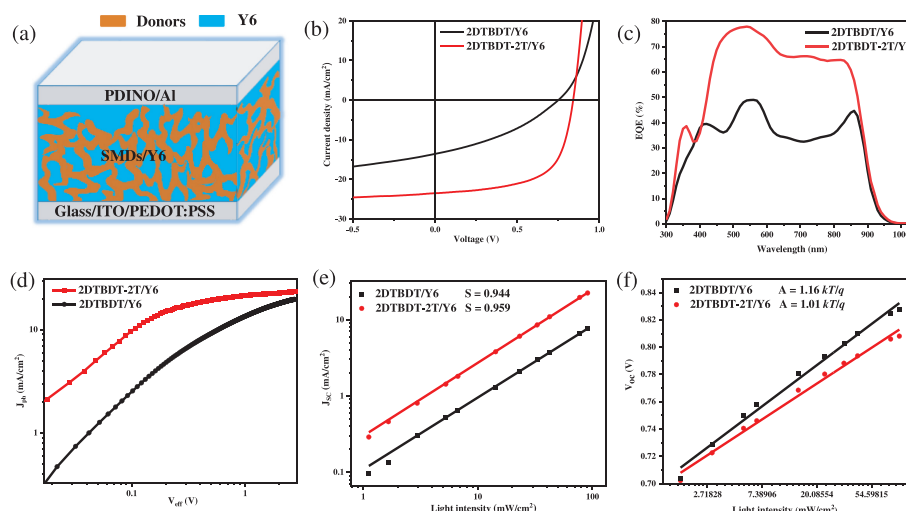 (a)
Donors
Y6
PDINO/Al
SMDs/Y6
Glass/ITO/PEDOT:PSS
(b)
2DTBDT/Y6
2DTBDT-2T/Y6
Current density (mA/cm²)
20
10
0
-10
-20
-30
-0.5
0.0
0.5
1.0
Voltage (V)
(c)
2DTBDT/Y6
2DTBDT-2T/Y
EQE (%)
80
70
60
50
40
30
20
10
0
300
400
500
600
700
800
900
100
Wavelength (nm)
(d)
2DTBDT-2T/Y6
2DTBDT/Y6
Jph (mA/cm²)
10
1
0.1
1
Veff (V)
(e)
2DTBDT/Y6 S = 0.944
2DTBDT-2T/Y6 S = 0.959
JSC (mA/cm²)
10
1
0.1
1
10
100
Light intensity (mW/cm²)
(f)
2DTBDT/Y6 A = 1.16 kT/q
2DTBDT-2T/Y6 A = 1.01 kT/q
VOC (V)
0.84
0.82
0.80
0.78
0.76
0.74
0.72
0.70
2.71828
7.38906
20.08554
54.59815
Light intensity (mW/cm²)